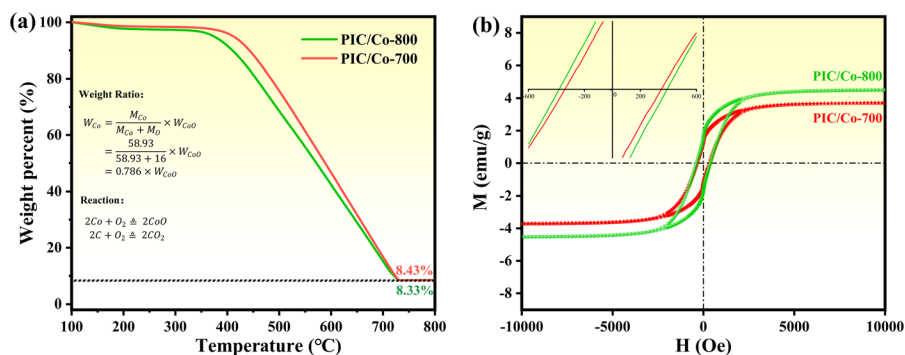 (a)
100
80
60
40
20
0
Weight percent (%)
PIC/Co-800
PIC/Co-700
Weight Ratio:
W_Co = M_Co / (M_Co + M_O) × W_CoO
= 58.93 / (58.93 + 16) × W_CoO
= 0.786 × W_CoO
Reaction:
2Co + O₂ ≜ 2CoO
2C + O₂ ≜ 2CO₂
8.43%
8.33%
100 200 300 400 500 600 700 800
Temperature (℃)
(b)
8
6
4
2
0
-2
-4
-6
-8
M (emu/g)
-600 -400 -200 0 200 400 600
PIC/Co-800
PIC/Co-700
-10000 -5000 0 5000 10000
H (Oe)